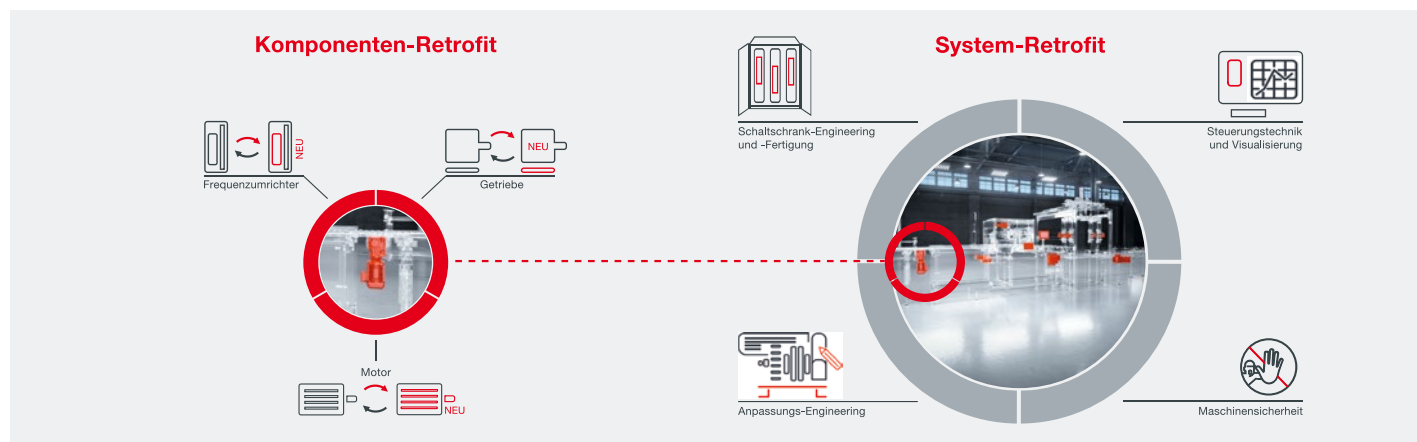 Komponenten-Retrofit
NEU
Frequenzumrichter
NEU
Getriebe
Motor
NEU
System-Retrofit
Schaltschrank-Engineering
und -Fertigung
Steuerungstechnik
und Visualisierung
Anpassungs-Engineering
Maschinensicherheit